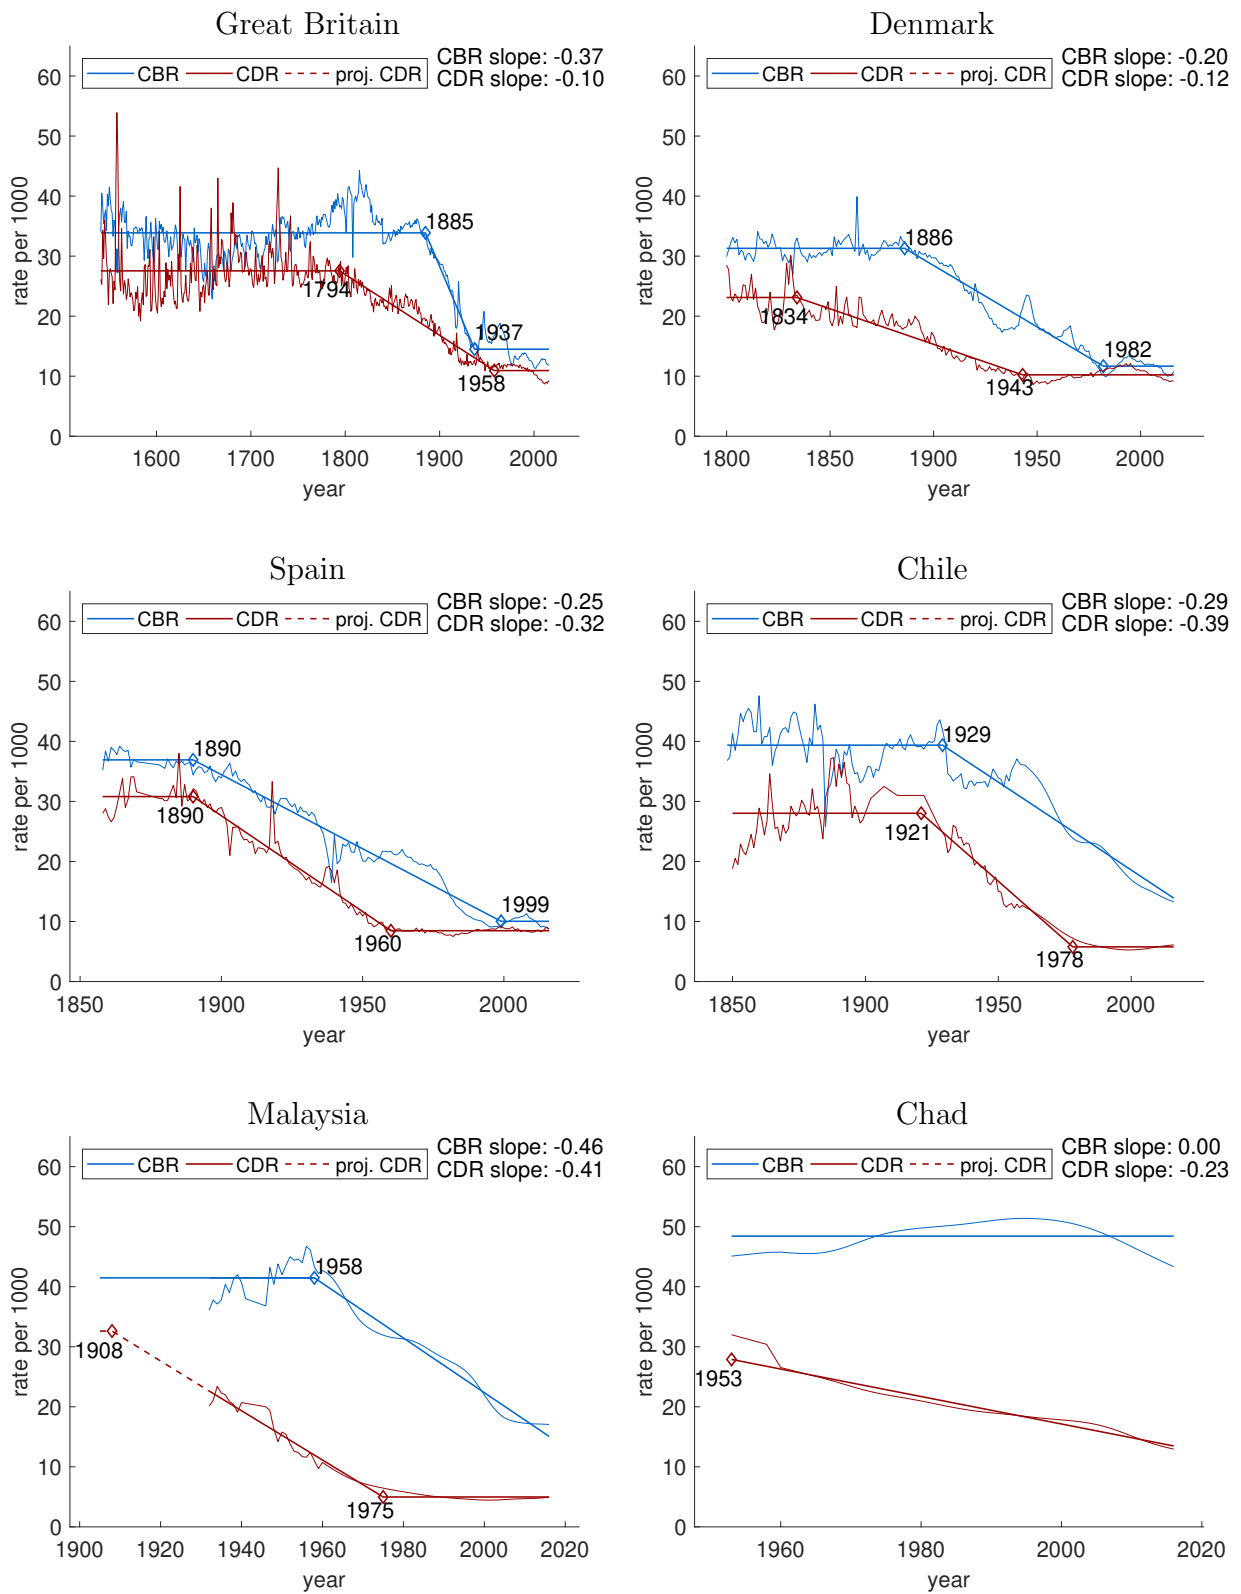 Great Britain
CBR CDR proj. CDR
CBR slope: -0.37
CDR slope: -0.10
60
50
40
30
20
10
0
rate per 1000
1885
1794
1937
1958
1600 1700 1800 1900 2000
year
Denmark
CBR CDR proj. CDR
CBR slope: -0.20
CDR slope: -0.12
60
50
40
30
20
10
0
rate per 1000
1886
1834
1982
1943
1800 1850 1900 1950 2000
year
Spain
CBR CDR proj. CDR
CBR slope: -0.25
CDR slope: -0.32
60
50
40
30
20
10
0
rate per 1000
1890
1890
1999
1960
1850 1900 1950 2000
year
Chile
CBR CDR proj. CDR
CBR slope: -0.29
CDR slope: -0.39
60
50
40
30
20
10
0
rate per 1000
1929
1921
1978
1850 1900 1950 2000
year
Malaysia
CBR CDR proj. CDR
CBR slope: -0.46
CDR slope: -0.41
60
50
40
30
20
10
0
rate per 1000
1958
1908
1975
1900 1920 1940 1960 1980 2000 2020
year
Chad
CBR CDR proj. CDR
CBR slope: 0.00
CDR slope: -0.23
60
50
40
30
20
10
0
rate per 1000
1953
1960 1980 2000 2020
year